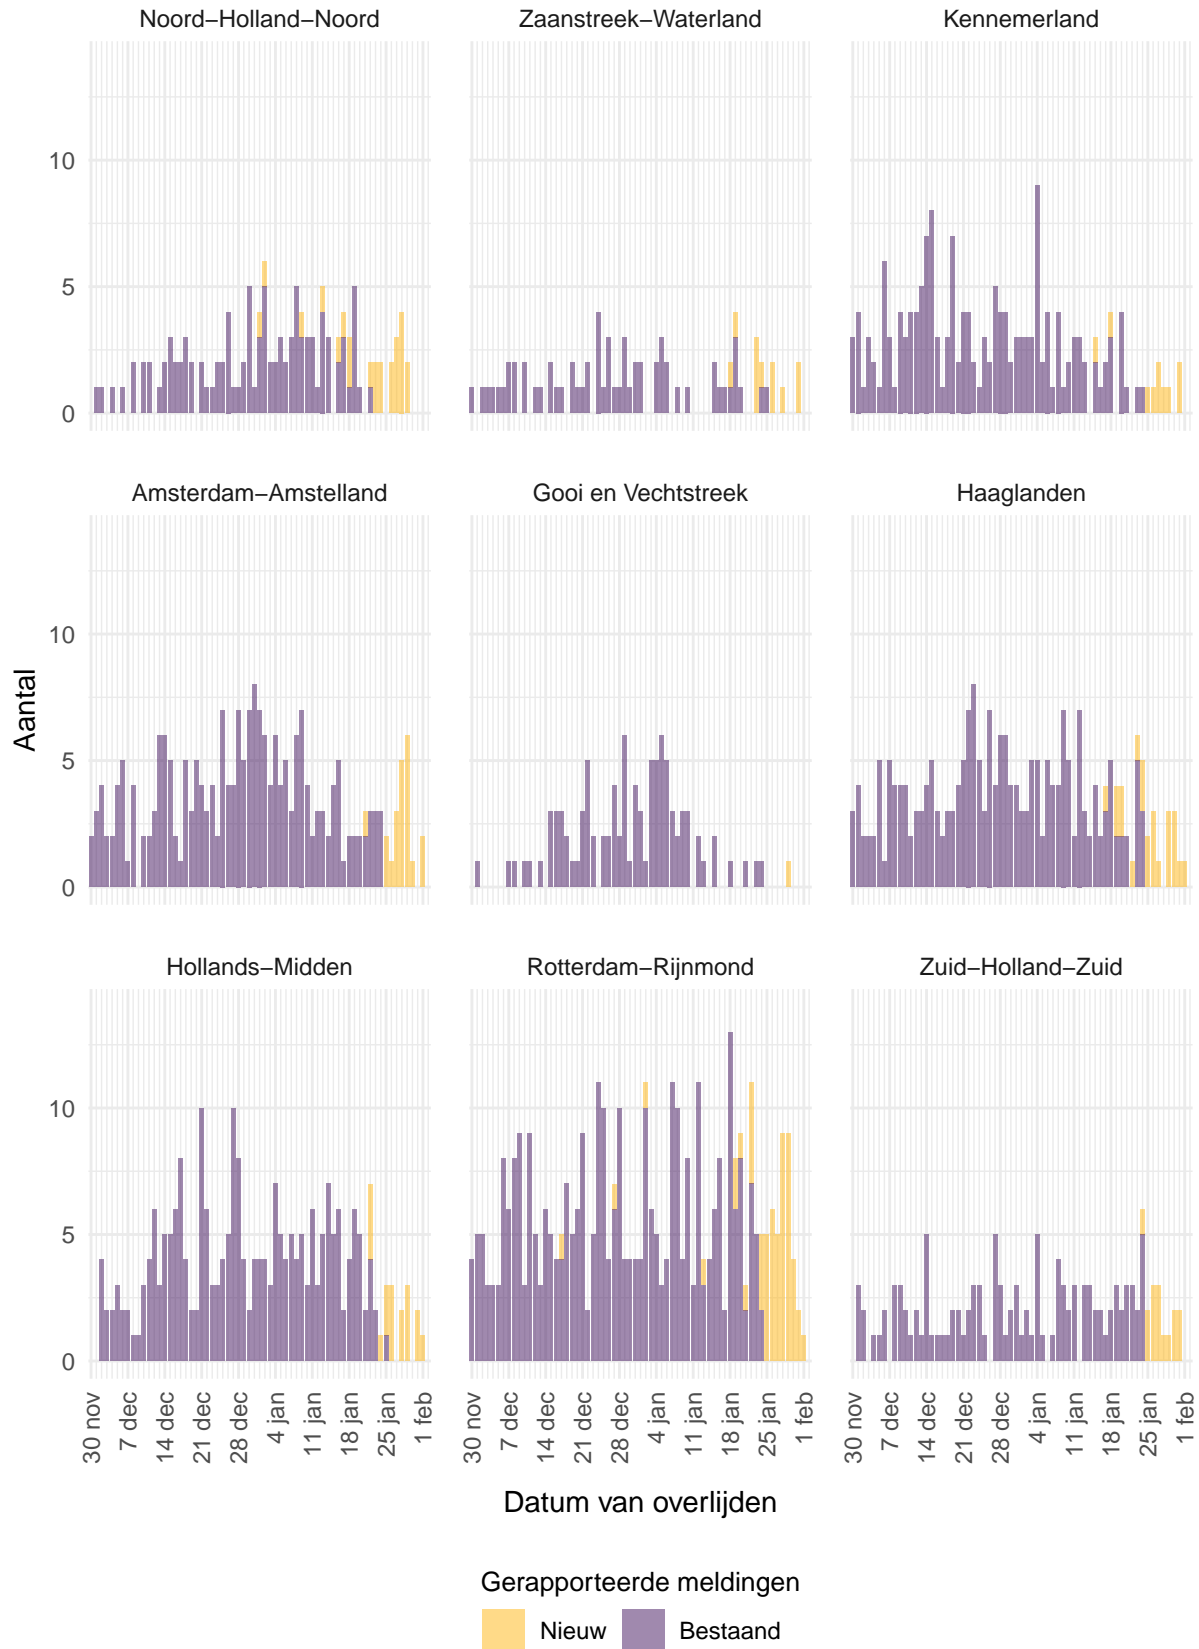 Noord−Holland−Noord Zaanstreek−Waterland Kennemerland
10
5
0
Amsterdam−Amstelland Gooi en Vechtstreek Haaglanden
10
5
0
Aantal
Hollands−Midden Rotterdam−Rijnmond Zuid−Holland−Zuid
10
5
0
30 nov 7 dec 14 dec 21 dec 28 dec 4 jan 11 jan 18 jan 25 jan 1 feb 30 nov 7 dec 14 dec 21 dec 28 dec 4 jan 11 jan 18 jan 25 jan 1 feb 30 nov 7 dec 14 dec 21 dec 28 dec 4 jan 11 jan 18 jan 25 jan 1 feb
Datum van overlijden
Gerapporteerde meldingen
Nieuw Bestaand